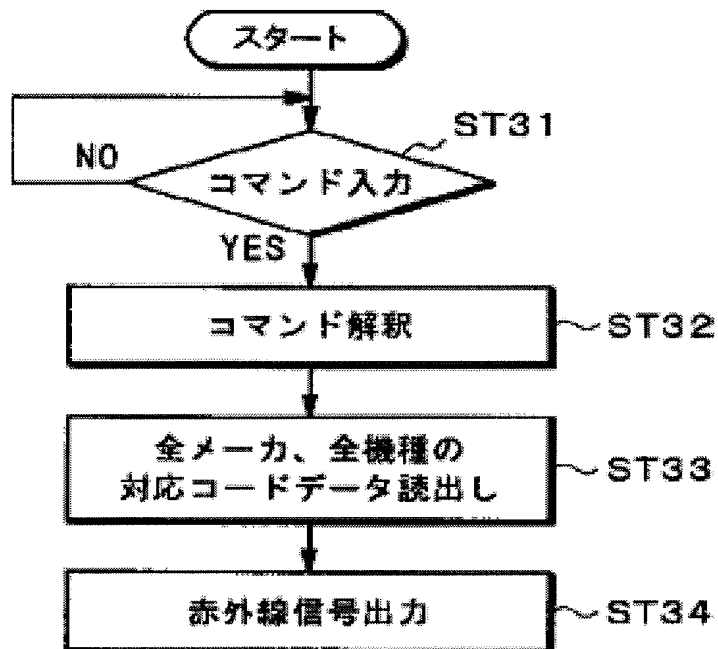 スタート
ST31
NO
コマンド入力
YES
コマンド解釈
ST32
全メーカ、全機種の
対応コードデータ読出し
ST33
赤外線信号出力
ST34